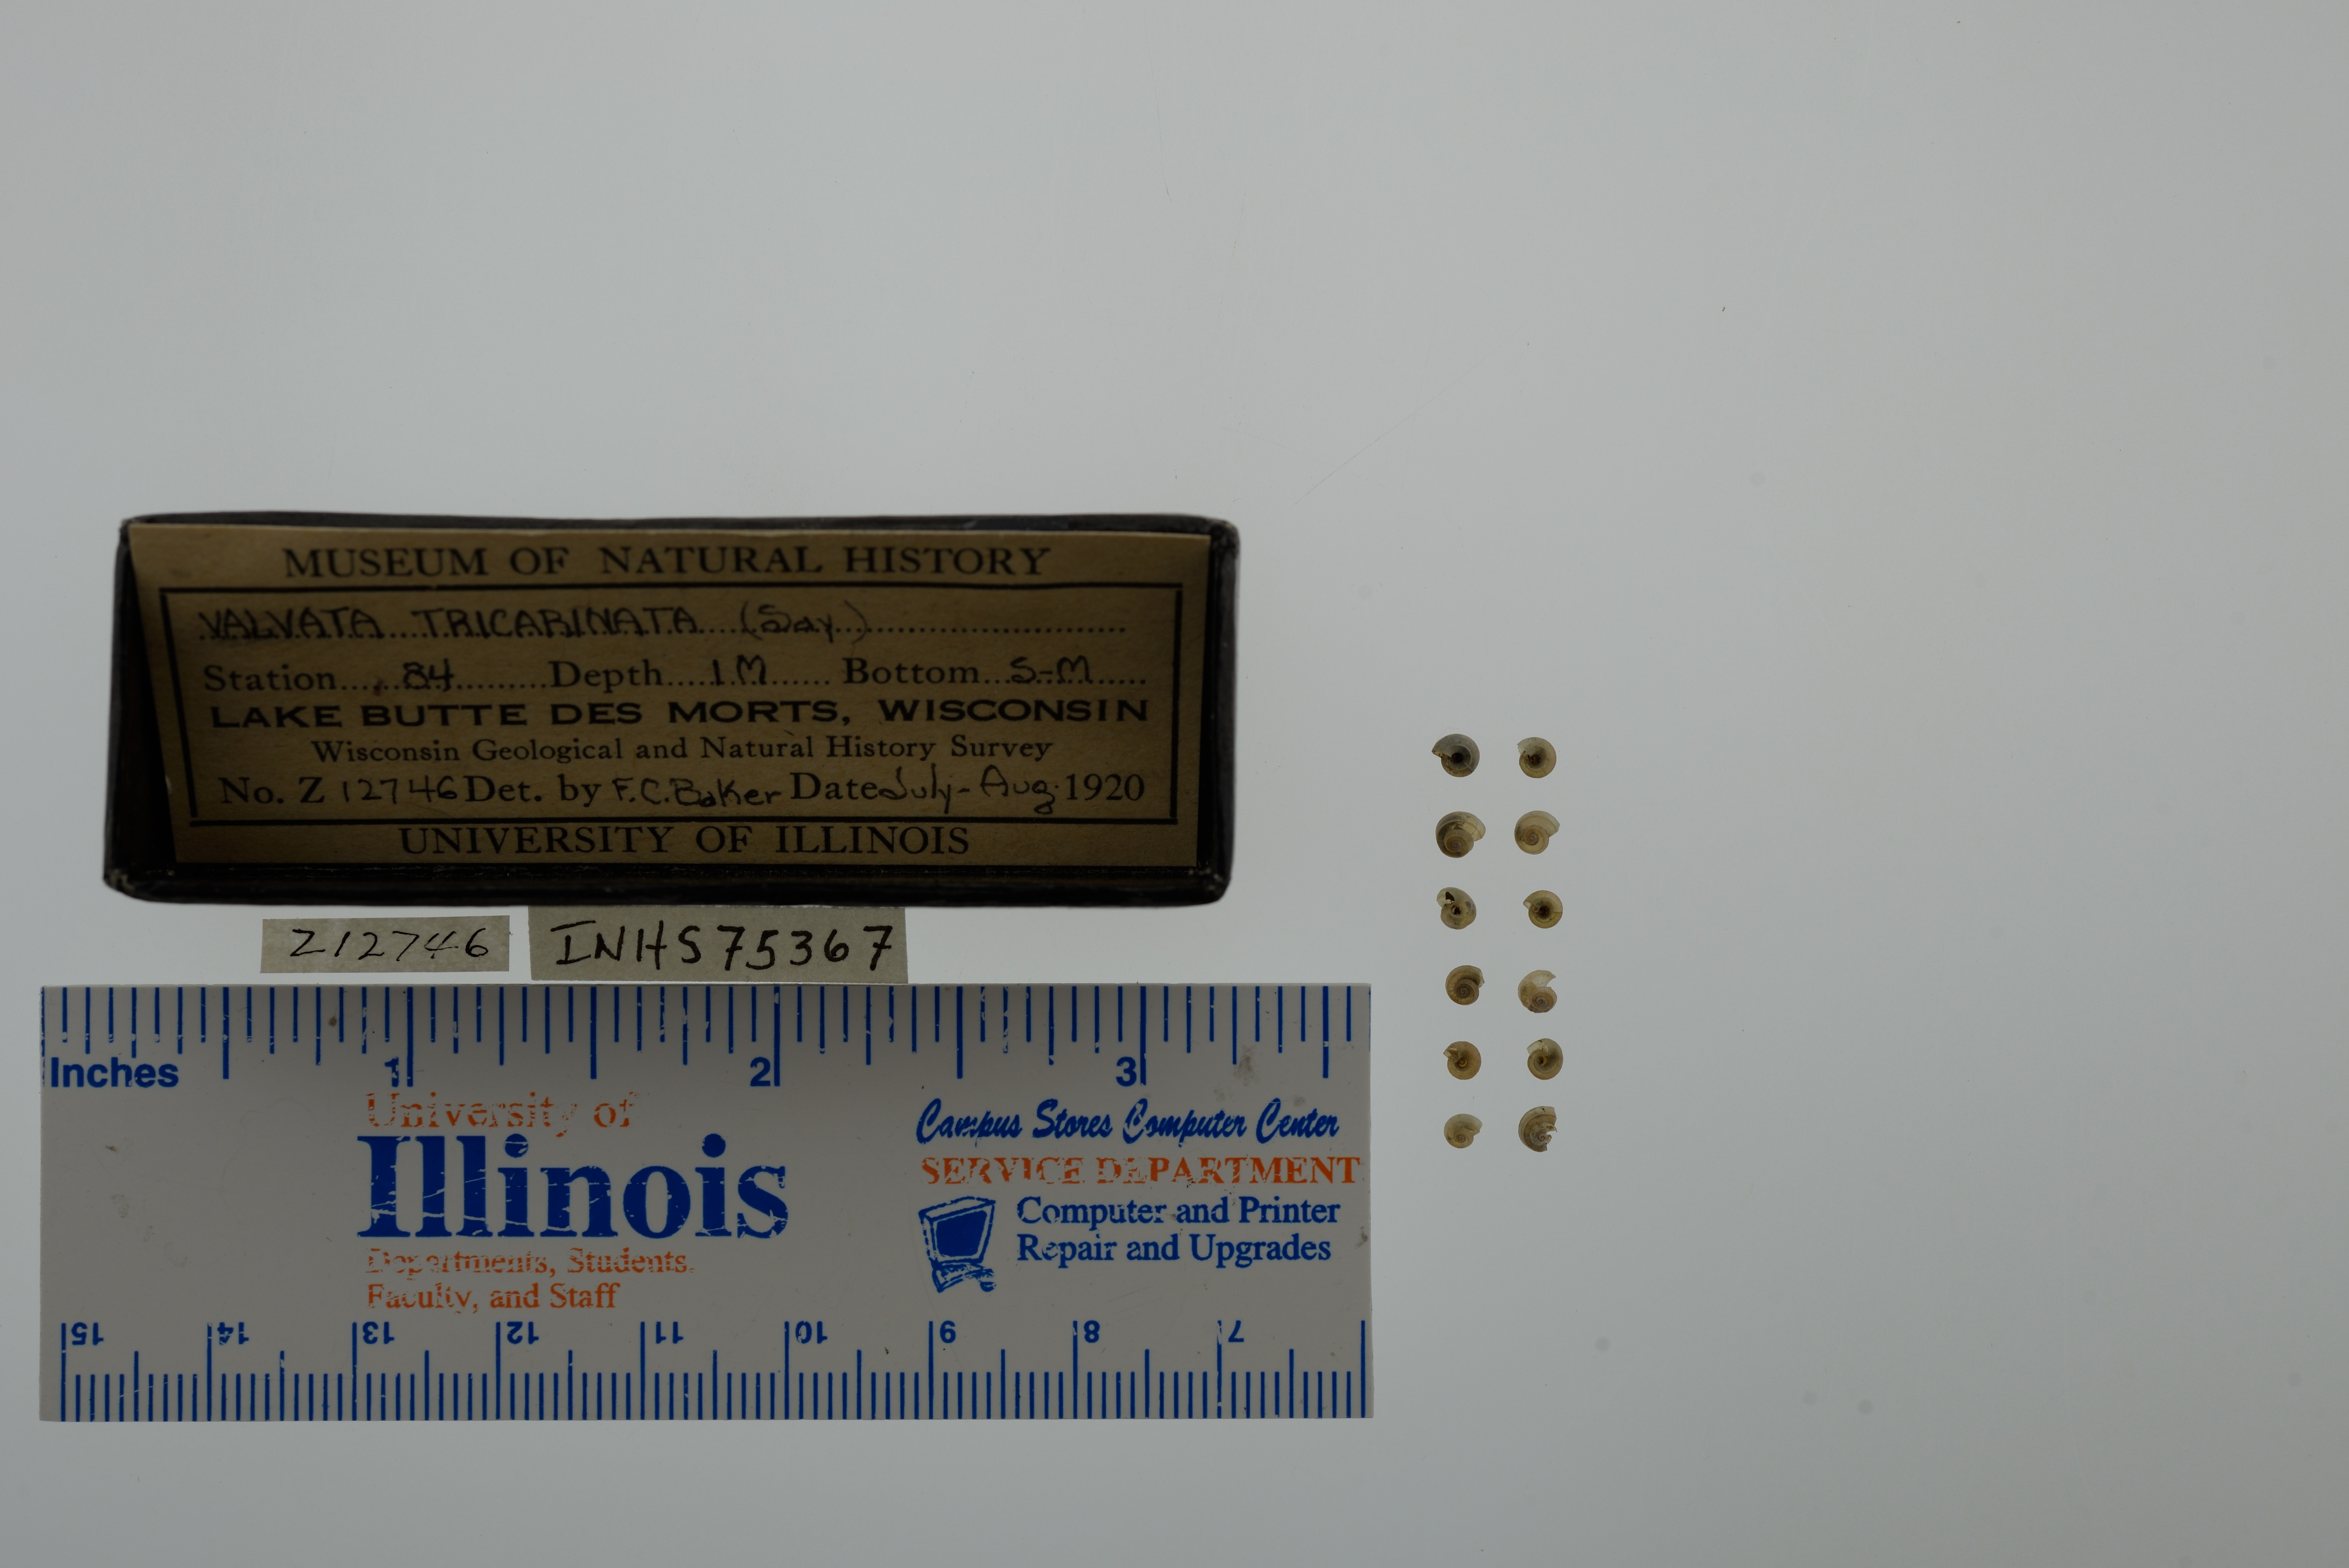 MUSEUM OF NATURAL HISTORY
VALVATA TRICARINATA (Say)
Station 84 Depth 1 M Bottom S-M
LAKE BUTTE DES MORTS, WISCONSIN
Wisconsin Geological and Natural History Survey
No. Z 12746 Det. by F.C. Baker Date July-Aug. 1920
UNIVERSITY OF ILLINOIS
Z12746
INHS75367
Inches 1 2 3
University of
Illinois
Departments, Students,
Faculty, and Staff
Campus Stores Computer Center
SERVICE DEPARTMENT
Computer and Printer
Repair and Upgrades
15 14 13 12 11 10 9 8 7